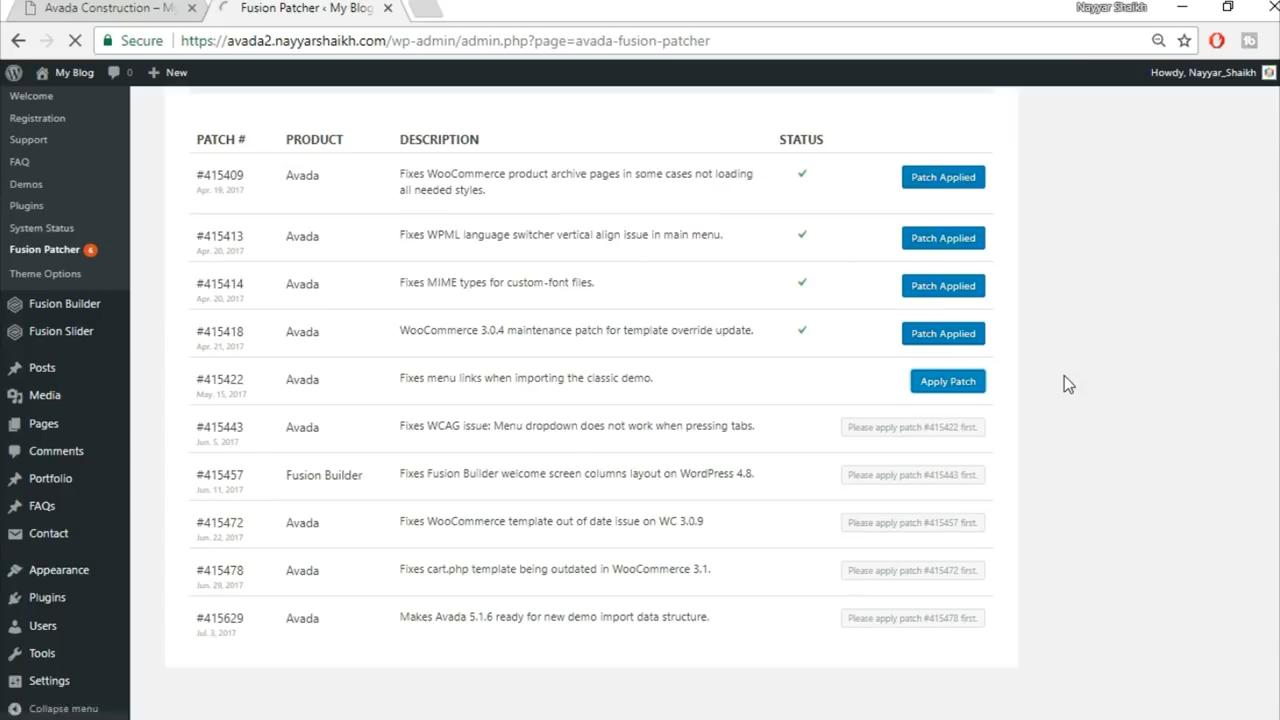 Avada Construction – My
Fusion Patcher ‹ My Blog
Nayyar Shaikh
Secure
https://avada2.nayyarshaikh.com/wp-admin/admin.php?page=avada-fusion-patcher
My Blog
0
New
Howdy, Nayyar_Shaikh
Welcome
Registration
Support
FAQ
Demos
Plugins
System Status
Fusion Patcher 6
Theme Options
Fusion Builder
Fusion Slider
Posts
Media
Pages
Comments
Portfolio
FAQs
Contact
Appearance
Plugins
Users
Tools
Settings
Collapse menu
PATCH # PRODUCT DESCRIPTION STATUS
#415409 Avada Fixes WooCommerce product archive pages in some cases not loading Patch Applied
Apr. 19, 2017 all needed styles.
#415413 Avada Fixes WPML language switcher vertical align issue in main menu. Patch Applied
Apr. 20, 2017
#415414 Avada Fixes MIME types for custom-font files. Patch Applied
Apr. 20, 2017
#415418 Avada WooCommerce 3.0.4 maintenance patch for template override update. Patch Applied
Apr. 21, 2017
#415422 Avada Fixes menu links when importing the classic demo. Apply Patch
May. 15, 2017
#415443 Avada Fixes WCAG issue: Menu dropdown does not work when pressing tabs. Please apply patch #415422 first.
Jun. 5, 2017
#415457 Fusion Builder Fixes Fusion Builder welcome screen columns layout on WordPress 4.8. Please apply patch #415443 first.
Jun. 11, 2017
#415472 Avada Fixes WooCommerce template out of date issue on WC 3.0.9 Please apply patch #415457 first.
Jun. 22, 2017
#415478 Avada Fixes cart.php template being outdated in WooCommerce 3.1. Please apply patch #415472 first.
Jun. 29, 2017
#415629 Avada Makes Avada 5.1.6 ready for new demo import data structure. Please apply patch #415478 first.
Jul. 3, 2017